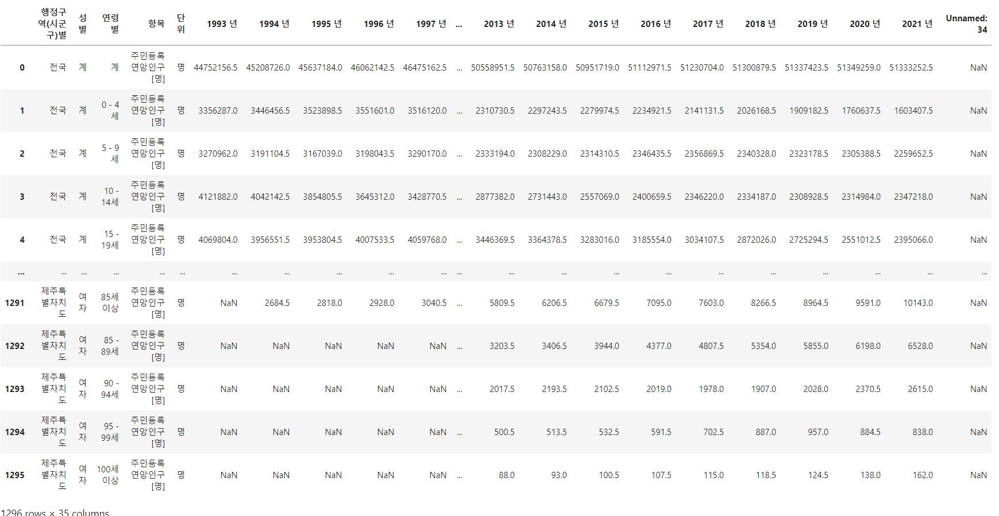 행정구역(시군구)별 성별 연령별 항목 단위 1993 년 1994 년 1995 년 1996 년 1997 년 ... 2013 년 2014 년 2015 년 2016 년 2017 년 2018 년 2019 년 2020 년 2021 년 Unnamed: 34
0 전국 계 계 주민등록연앙인구[명] 명 44752156.5 45208726.0 45637184.0 46062142.5 46475162.5 ... 50558951.5 50763158.0 50951719.0 51112971.5 51230704.0 51300879.5 51337423.5 51349259.0 51333252.5 NaN
1 전국 계 0 - 4세 주민등록연앙인구[명] 명 3356287.0 3446456.5 3523898.5 3551601.0 3516120.0 ... 2310730.5 2297243.5 2279974.5 2234921.5 2141131.5 2026168.5 1909182.5 1760637.5 1603407.5 NaN
2 전국 계 5 - 9세 주민등록연앙인구[명] 명 3270962.0 3191104.5 3167039.0 3198043.5 3290170.0 ... 2333194.0 2308229.0 2314310.5 2346435.5 2356869.5 2340328.0 2323178.5 2305388.5 2259652.5 NaN
3 전국 계 10 - 14세 주민등록연앙인구[명] 명 4121882.0 4042142.5 3854805.5 3645312.0 3428770.5 ... 2877382.0 2731443.0 2557069.0 2400659.5 2346220.0 2334187.0 2308928.5 2314984.0 2347218.0 NaN
4 전국 계 15 - 19세 주민등록연앙인구[명] 명 4069804.0 3956551.5 3953804.5 4007533.5 4059768.0 ... 3446369.5 3364378.5 3283016.0 3185554.0 3034107.5 2872026.0 2725294.5 2551012.5 2395066.0 NaN
... ... ... ... ... ... ... ... ... ... ... ... ... ... ... ... ... ... ... ... ... ...
1291 제주특별자치도 여자 85세이상 주민등록연앙인구[명] 명 NaN 2684.5 2818.0 2928.0 3040.5 ... 5809.5 6206.5 6679.5 7095.0 7603.0 8266.5 8964.5 9591.0 10143.0 NaN
1292 제주특별자치도 여자 85 - 89세 주민등록연앙인구[명] 명 NaN NaN NaN NaN NaN ... 3203.5 3406.5 3944.0 4377.0 4807.5 5354.0 5855.0 6198.0 6528.0 NaN
1293 제주특별자치도 여자 90 - 94세 주민등록연앙인구[명] 명 NaN NaN NaN NaN NaN ... 2017.5 2193.5 2102.5 2019.0 1978.0 1907.0 2028.0 2370.5 2615.0 NaN
1294 제주특별자치도 여자 95 - 99세 주민등록연앙인구[명] 명 NaN NaN NaN NaN NaN ... 500.5 513.5 532.5 591.5 702.5 887.0 957.0 884.5 838.0 NaN
1295 제주특별자치도 여자 100세이상 주민등록연앙인구[명] 명 NaN NaN NaN NaN NaN ... 88.0 93.0 100.5 107.5 115.0 118.5 124.5 138.0 162.0 NaN
1296 rows × 35 columns